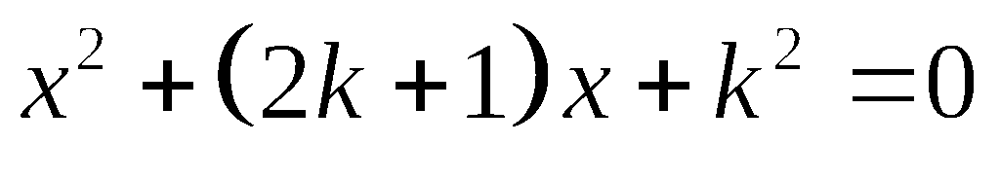 x² + (2k + 1)x + k² = 0